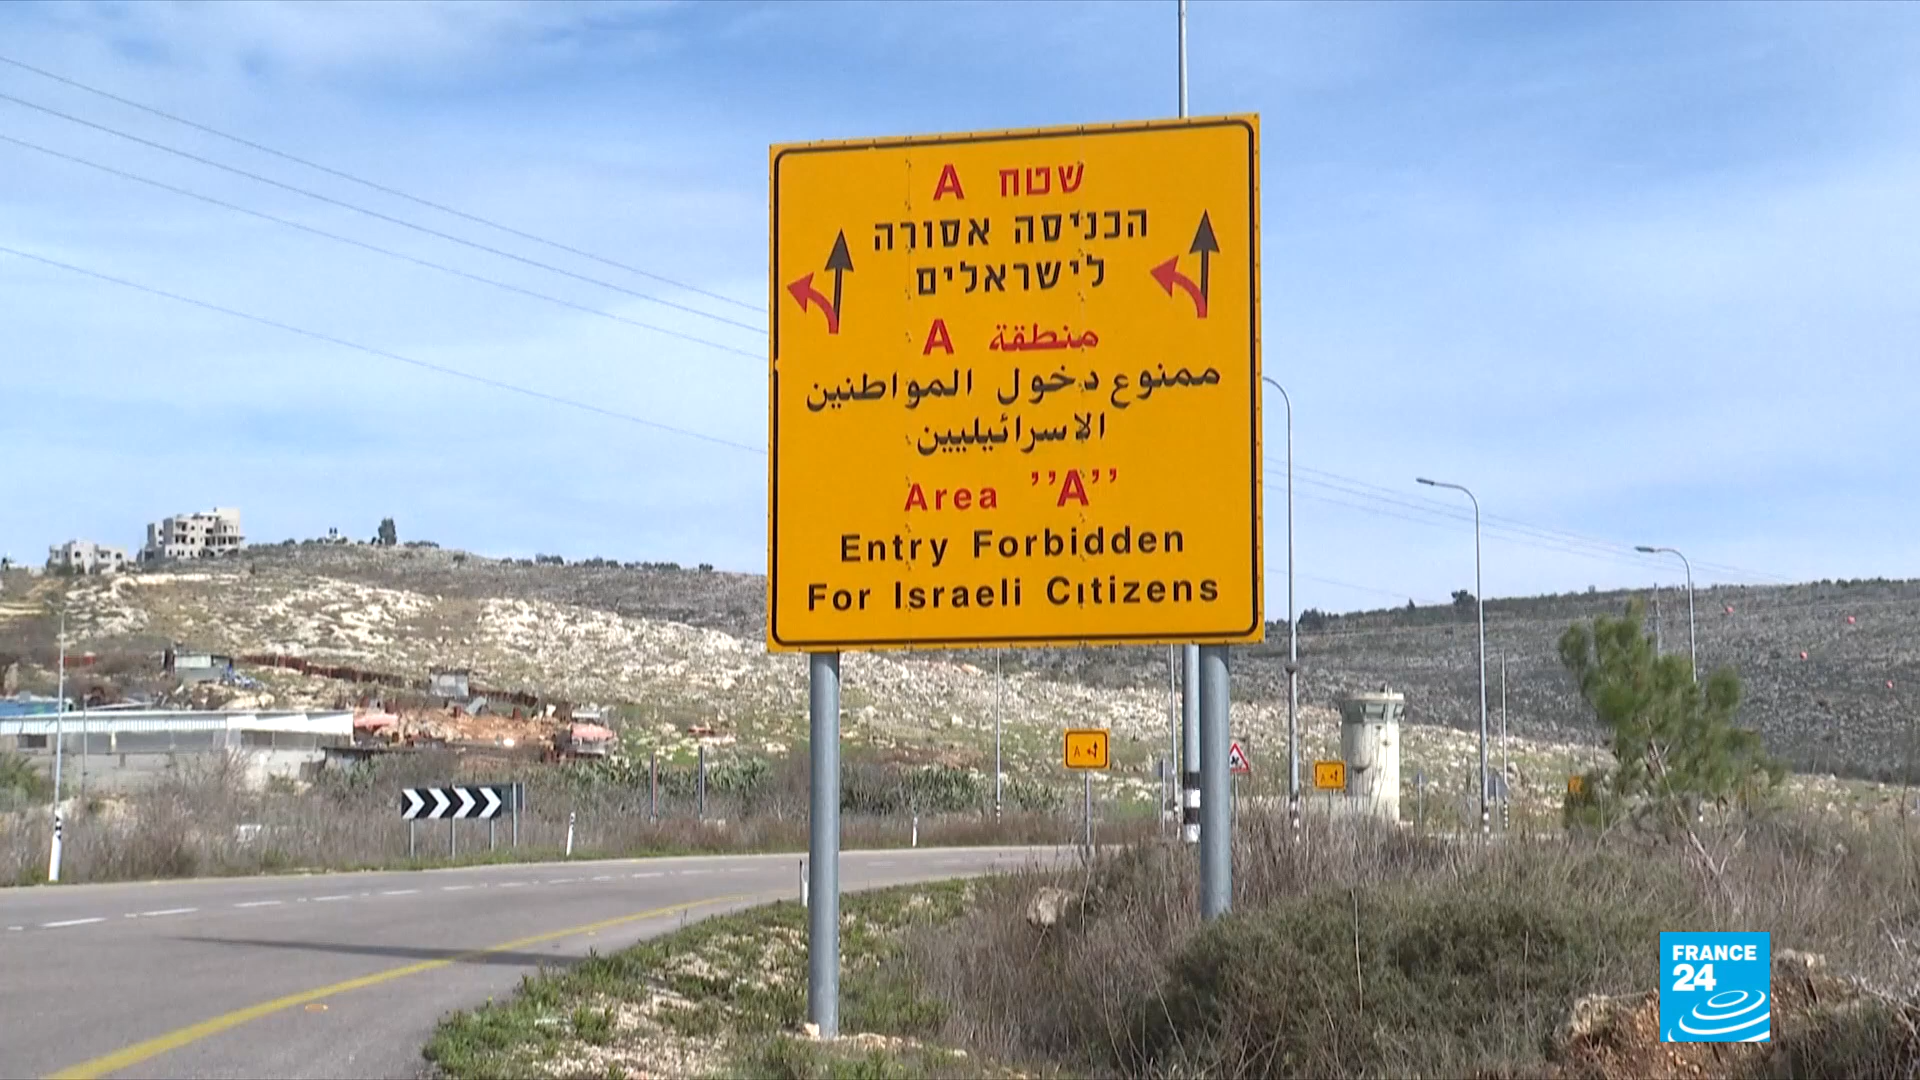 שטח A
הכניסה אסורה
לישראלים
منطقة A
ممنوع دخول المواطنين
الاسرائيليين
Area ''A''
Entry Forbidden
For Israeli Citizens
A
A
FRANCE
24